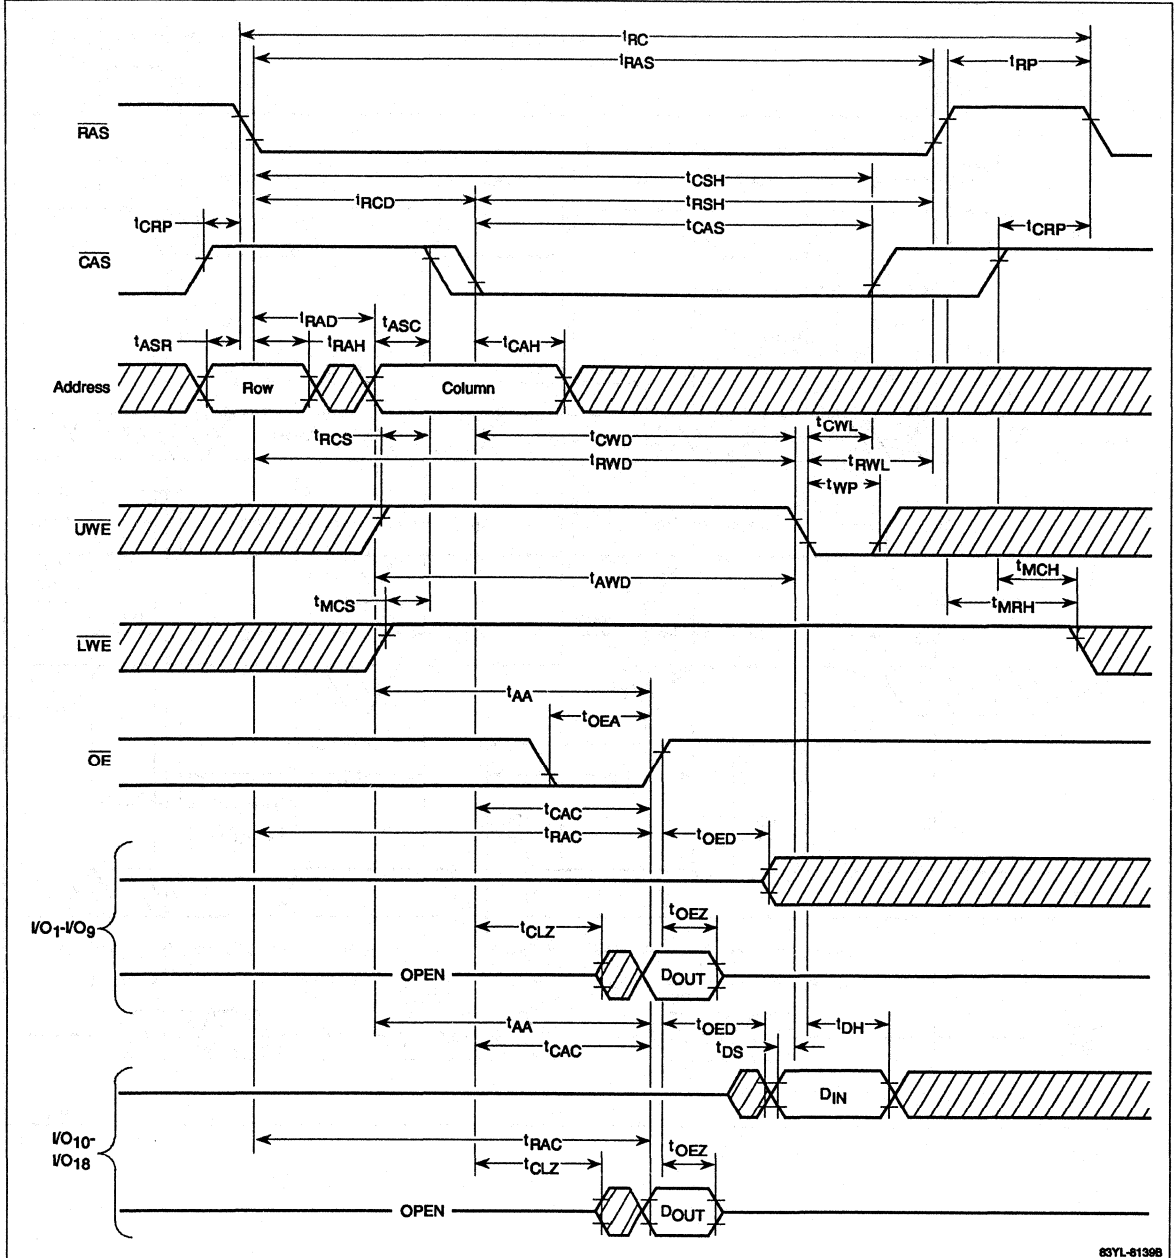 tRC
tRAS
tRP
RAS
tCSH
tRCD
tRSH
tCRP
tCAS
tCRP
CAS
tRAD
tASC
tASR
tRAH
tCAH
Address
Row
Column
tRCS
tCWD
tCWL
tRWD
tRWL
tWP
UWE
tAWD
tMCH
tMCS
tMRH
LWE
tAA
tOEA
OE
tCAC
tRAC
tOED
I/O1-I/O9
tCLZ
tOEZ
OPEN
DOUT
tAA
tOED
tDH
tCAC
tDS
DIN
I/O10-
I/O18
tRAC
tOEZ
tCLZ
OPEN
DOUT
83YL-8139B